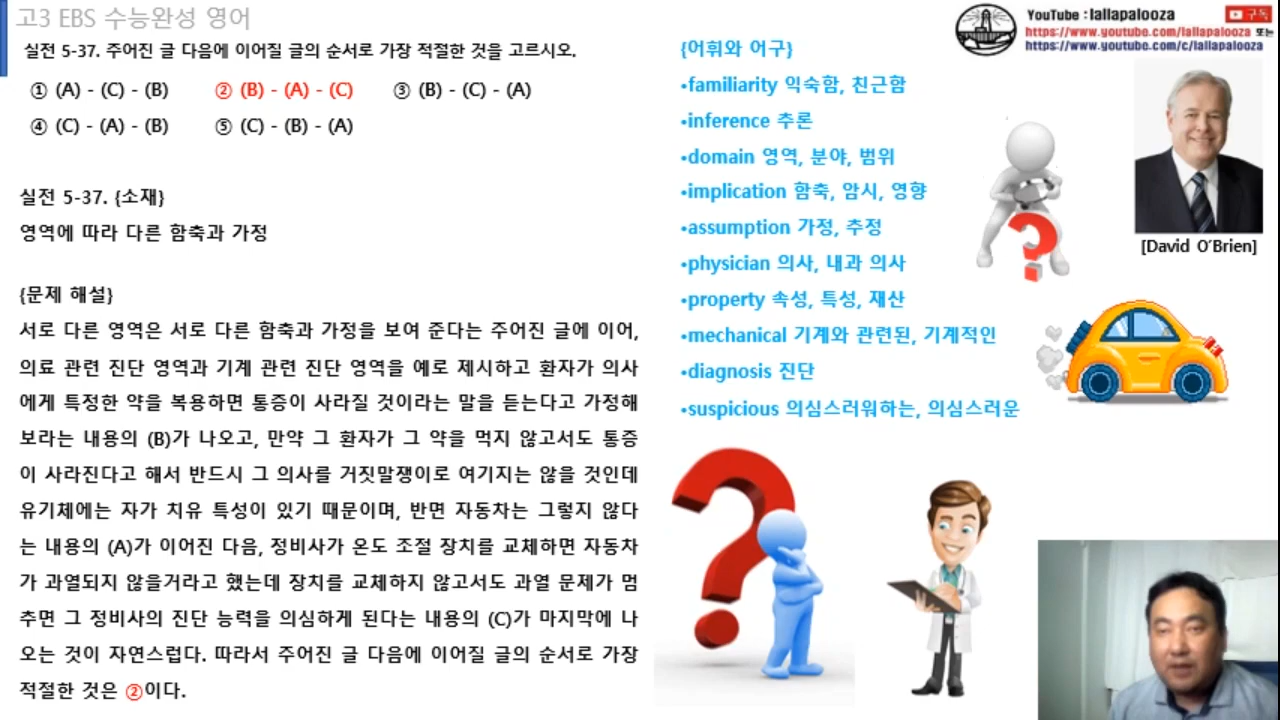 고3 EBS 수능완성 영어
실전 5-37. 주어진 글 다음에 이어질 글의 순서로 가장 적절한 것을 고르시오.
① (A) - (C) - (B) ② (B) - (A) - (C) ③ (B) - (C) - (A)
④ (C) - (A) - (B) ⑤ (C) - (B) - (A)
실전 5-37. {소재}
영역에 따라 다른 함축과 가정
{문제 해설}
서로 다른 영역은 서로 다른 함축과 가정을 보여 준다는 주어진 글에 이어,
의료 관련 진단 영역과 기계 관련 진단 영역을 예로 제시하고 환자가 의사
에게 특정한 약을 복용하면 통증이 사라질 것이라는 말을 듣는다고 가정해
보라는 내용의 (B)가 나오고, 만약 그 환자가 그 약을 먹지 않고서도 통증
이 사라진다고 해서 반드시 그 의사를 거짓말쟁이로 여기지는 않을 것인데
유기체에는 자가 치유 특성이 있기 때문이며, 반면 자동차는 그렇지 않다
는 내용의 (A)가 이어진 다음, 정비사가 온도 조절 장치를 교체하면 자동차
가 과열되지 않을거라고 했는데 장치를 교체하지 않고서도 과열 문제가 멈
추면 그 정비사의 진단 능력을 의심하게 된다는 내용의 (C)가 마지막에 나
오는 것이 자연스럽다. 따라서 주어진 글 다음에 이어질 글의 순서로 가장
적절한 것은 ②이다.
{어휘와 어구}
•familiarity 익숙함, 친근함
•inference 추론
•domain 영역, 분야, 범위
•implication 함축, 암시, 영향
•assumption 가정, 추정
•physician 의사, 내과 의사
•property 속성, 특성, 재산
•mechanical 기계와 관련된, 기계적인
•diagnosis 진단
•suspicious 의심스러워하는, 의심스러운
YouTube : lallapalooza 구독
https://www.youtube.com/lallapalooza 또는
https://www.youtube.com/c/lallapalooza
[David O'Brien]